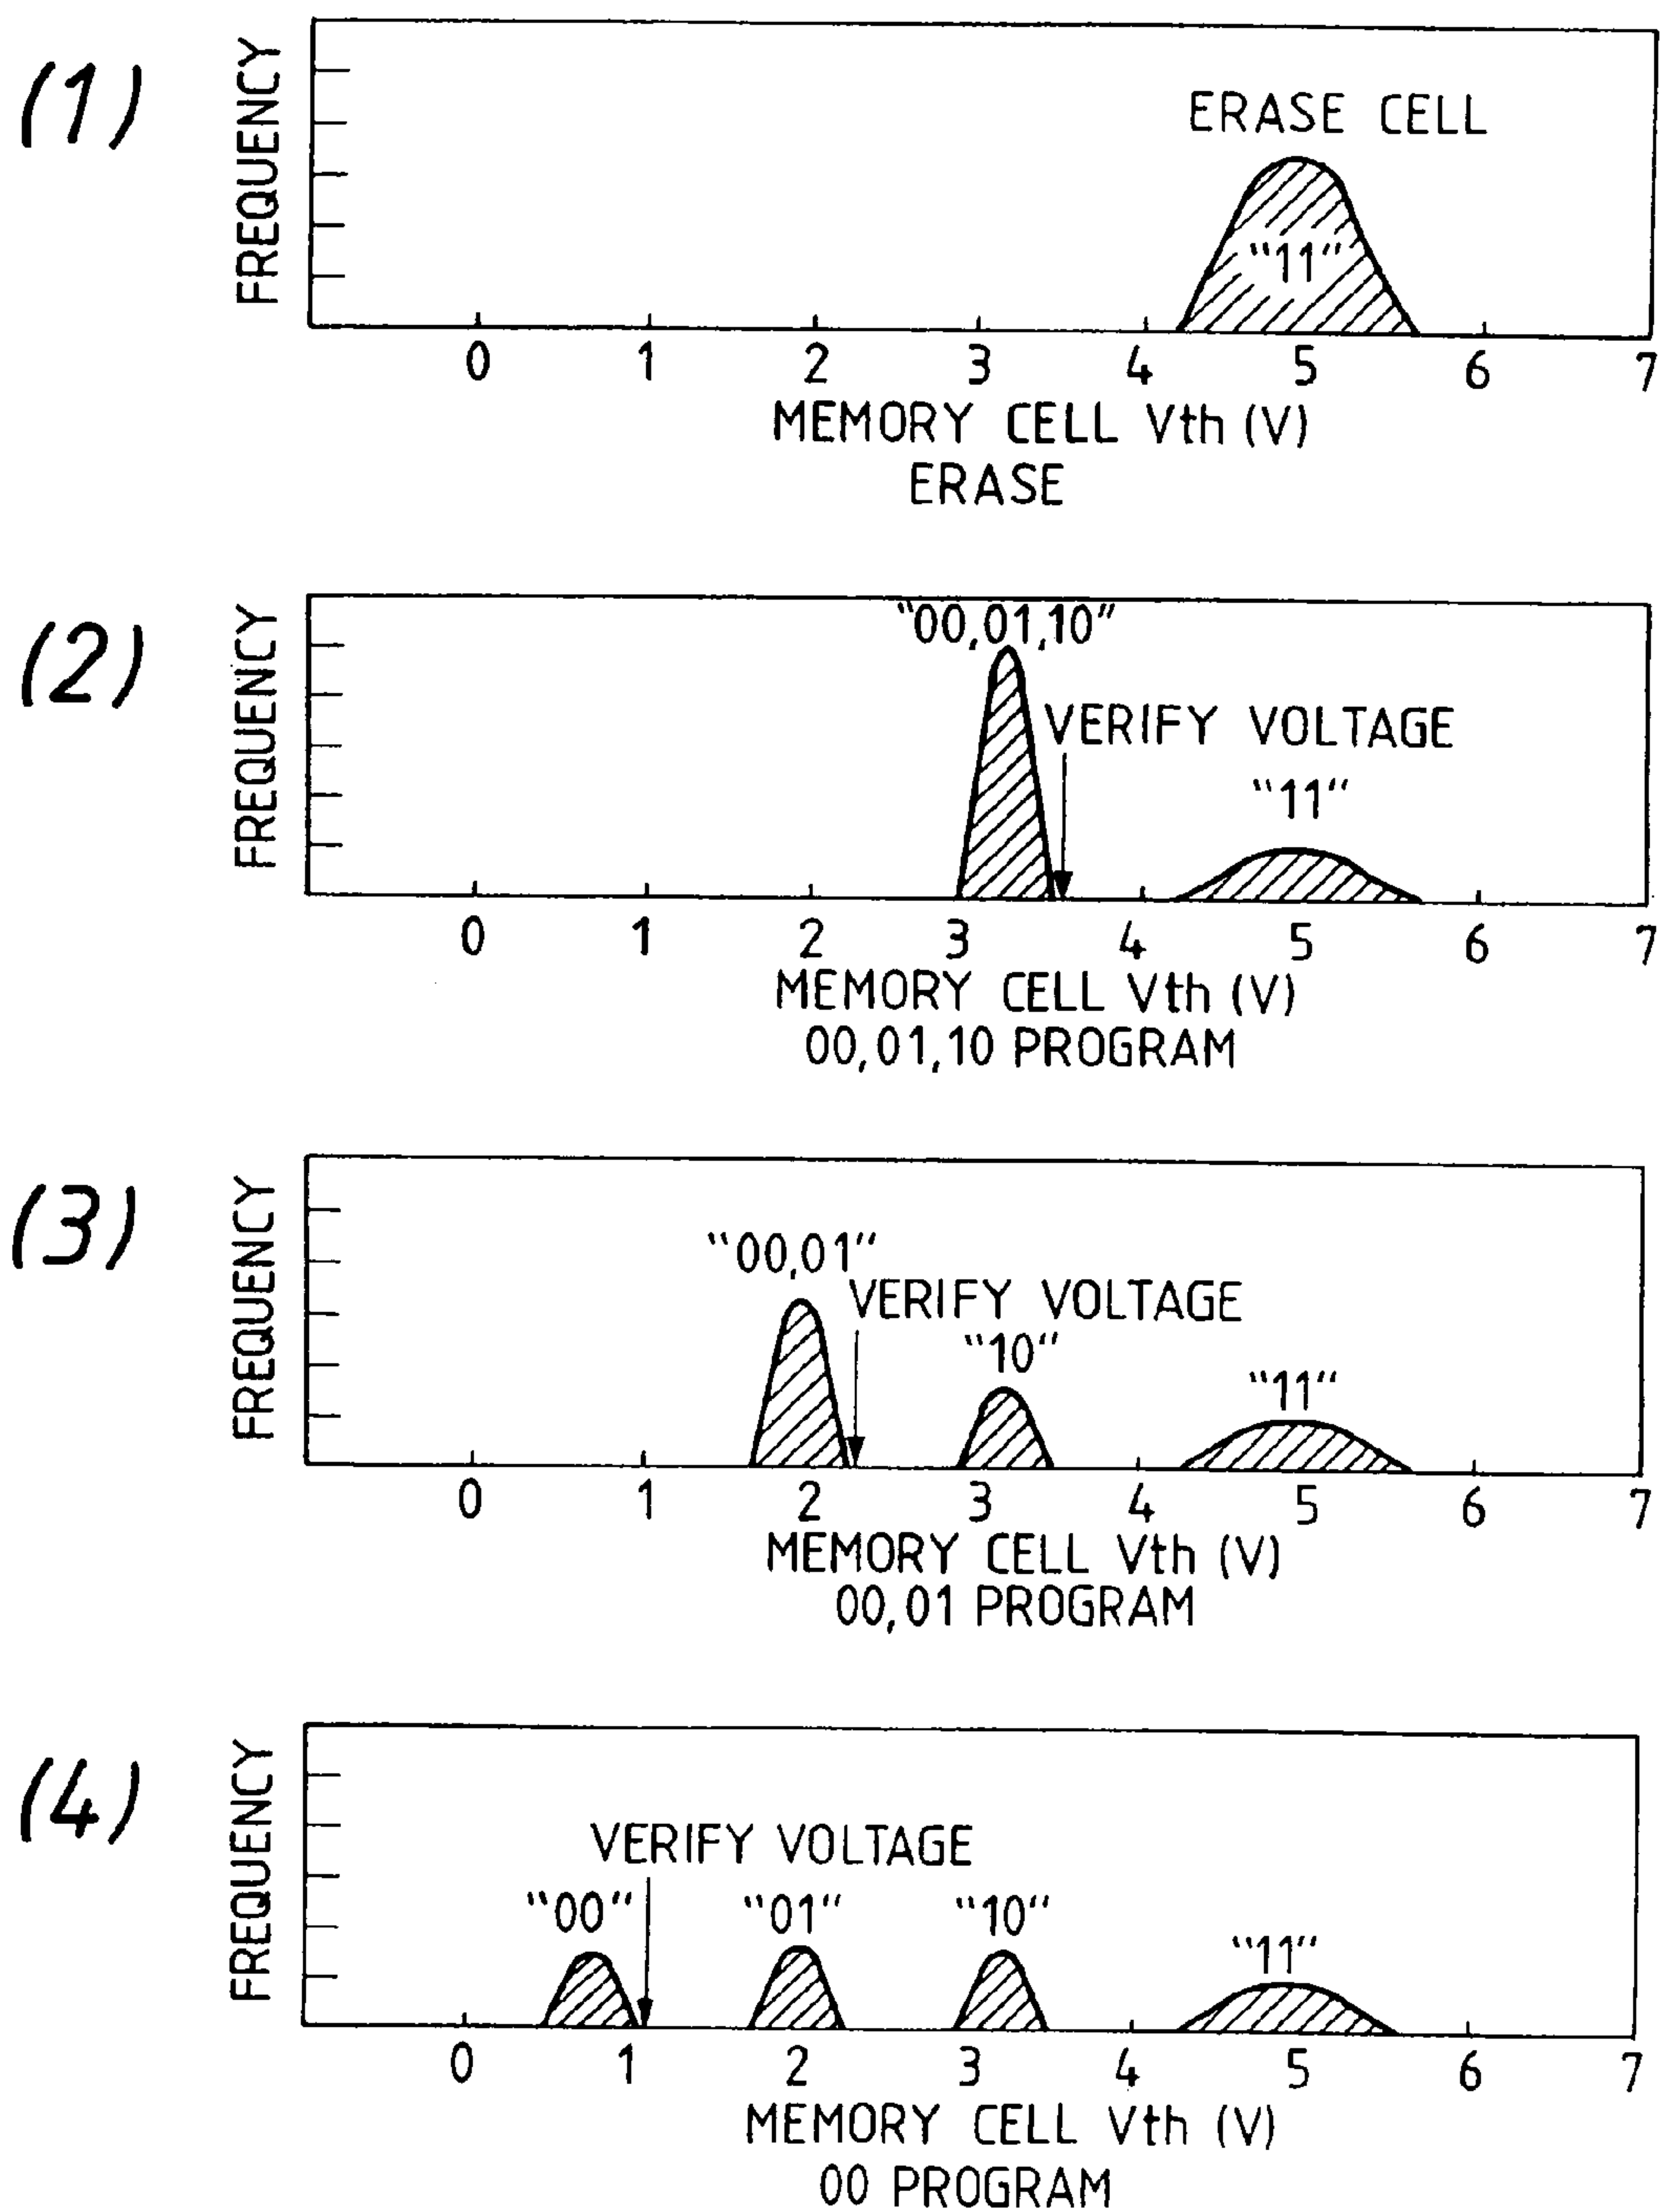 (1)
FREQUENCY
ERASE CELL
"11"
0 1 2 3 4 5 6 7
MEMORY CELL Vth (V)
ERASE
(2)
FREQUENCY
"00,01,10"
VERIFY VOLTAGE
"11"
0 1 2 3 4 5 6 7
MEMORY CELL Vth (V)
00,01,10 PROGRAM
(3)
FREQUENCY
"00,01"
VERIFY VOLTAGE
"10"
"11"
0 1 2 3 4 5 6 7
MEMORY CELL Vth (V)
00,01 PROGRAM
(4)
FREQUENCY
VERIFY VOLTAGE
"00" "01" "10" "11"
0 1 2 3 4 5 6 7
MEMORY CELL Vth (V)
00 PROGRAM